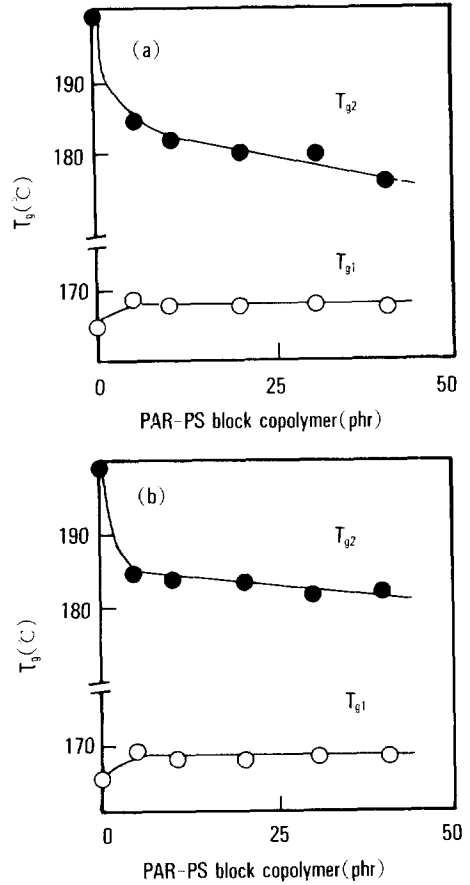 (a)
190
180
170
Tg2
Tg1
Tg(℃)
0 25 50
PAR-PS block copolymer(phr)
(b)
190
180
170
Tg2
Tg1
Tg(℃)
0 25 50
PAR-PS block copolymer(phr)